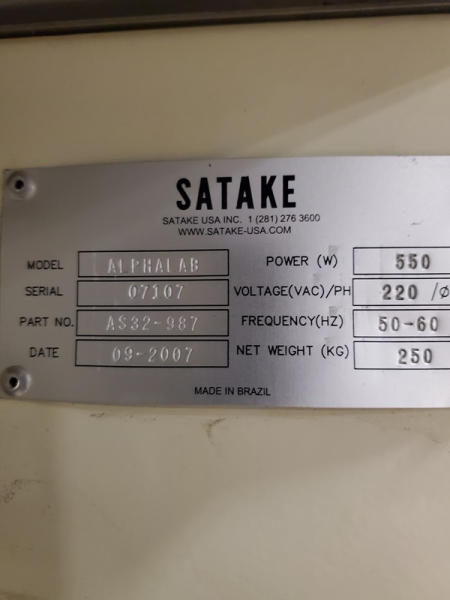 SATAKE
SATAKE USA INC. 1 (281) 276 3600
WWW.SATAKE-USA.COM
MODEL ALPHALAB POWER (W) 550
SERIAL 07107 VOLTAGE(VAC)/PH 220 /Ø
PART NO. AS32-987 FREQUENCY(HZ) 50-60
DATE 09-2007 NET WEIGHT (KG) 250
MADE IN BRAZIL